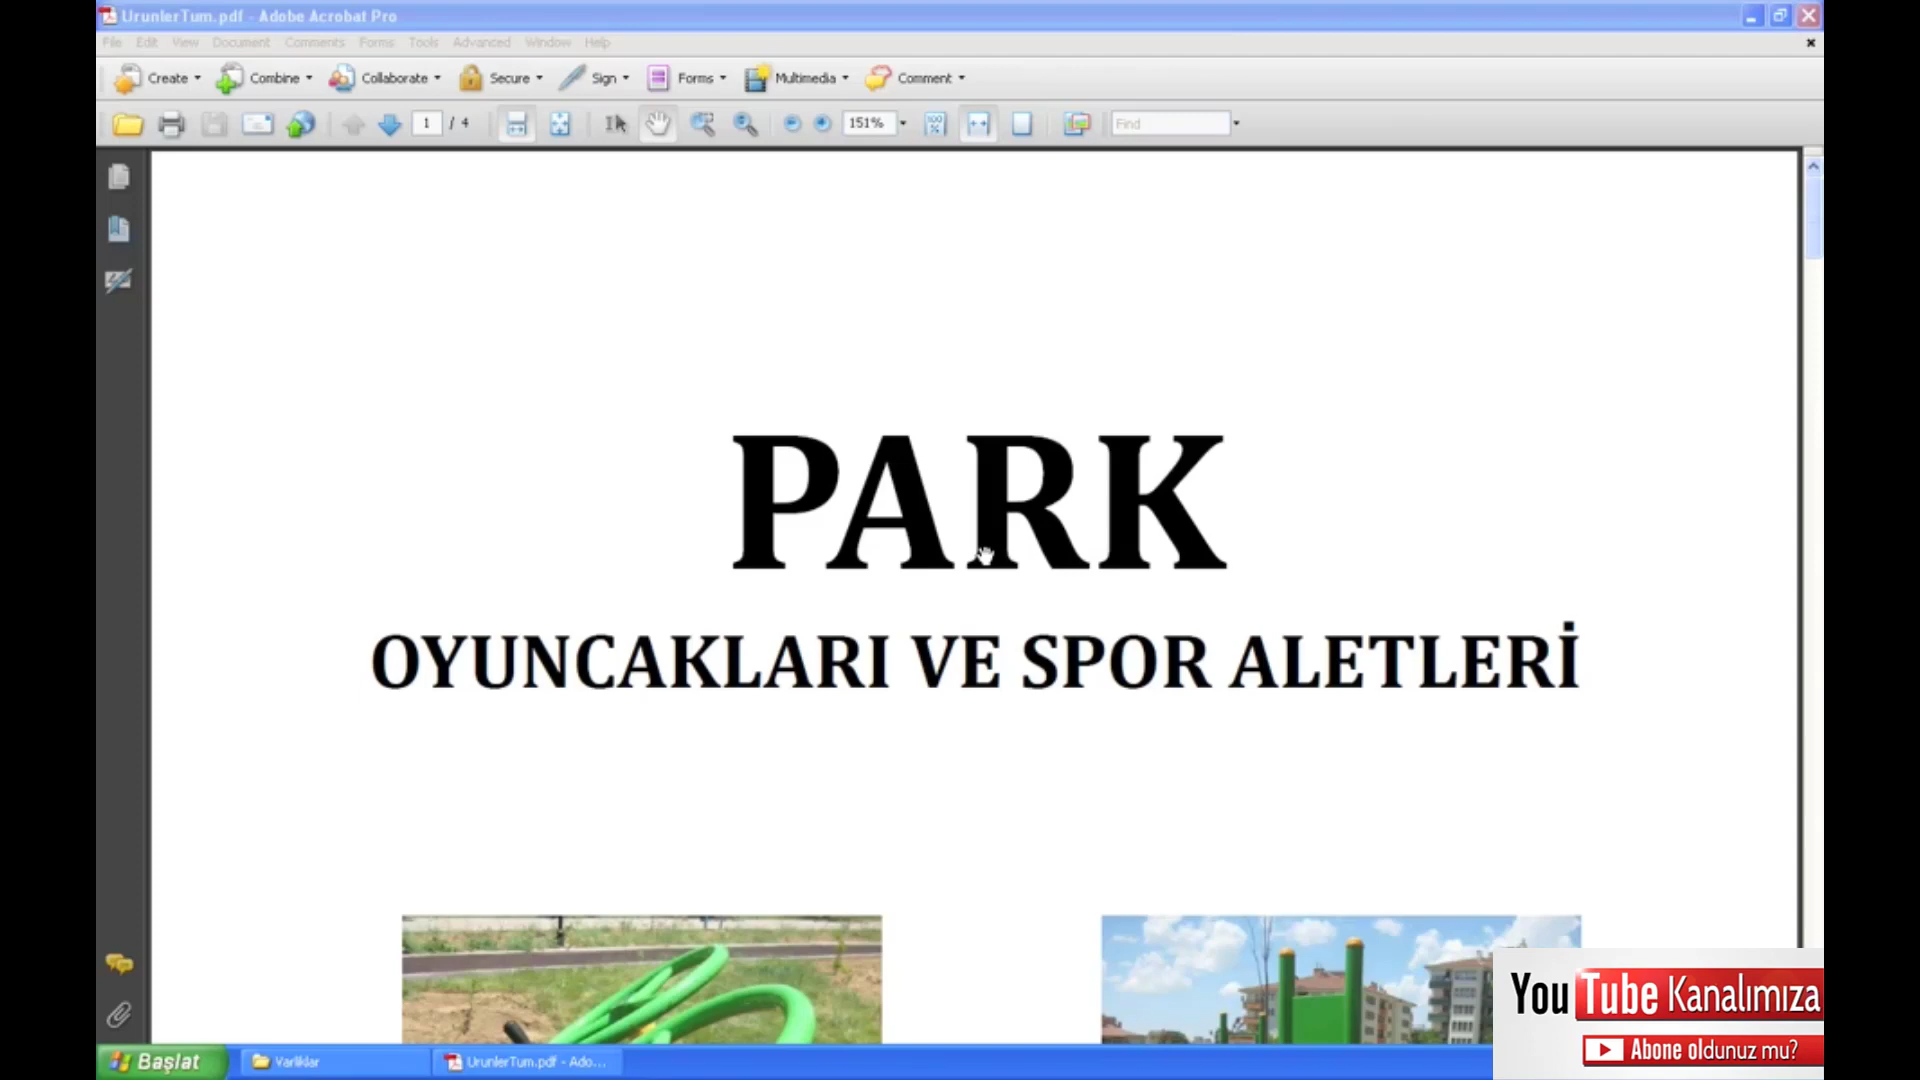 UrunlerTum.pdf - Adobe Acrobat Pro
File Edit View Document Comments Forms Tools Advanced Window Help
Create Combine Collaborate Secure Sign Forms Multimedia Comment
1 / 4 151% Find
PARK
OYUNCAKLARI VE SPOR ALETLERİ
YouTube Kanalımıza
Abone oldunuz mu?
Başlat Varlıklar UrunlerTum.pdf - Ado...